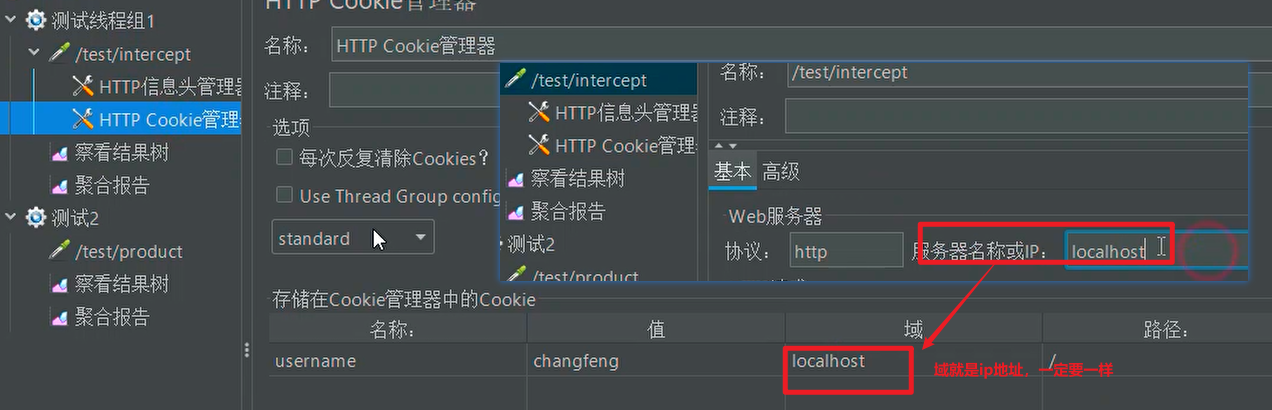 HTTP Cookie管理器
测试线程组1
/test/intercept
HTTP信息头管理器
HTTP Cookie管理
察看结果树
聚合报告
测试2
/test/product
察看结果树
聚合报告
名称： HTTP Cookie管理器
注释：
选项
每次反复清除Cookies？
Use Thread Group config
standard
/test/intercept
HTTP信息头管理器
HTTP Cookie管理
察看结果树
聚合报告
测试2
/test/product
名称： /test/intercept
注释：
基本 高级
Web服务器
协议： http 服务器名称或IP： localhost
存储在Cookie管理器中的Cookie
名称： 值 域 路径：
username changfeng localhost /
域就是ip地址，一定要一样